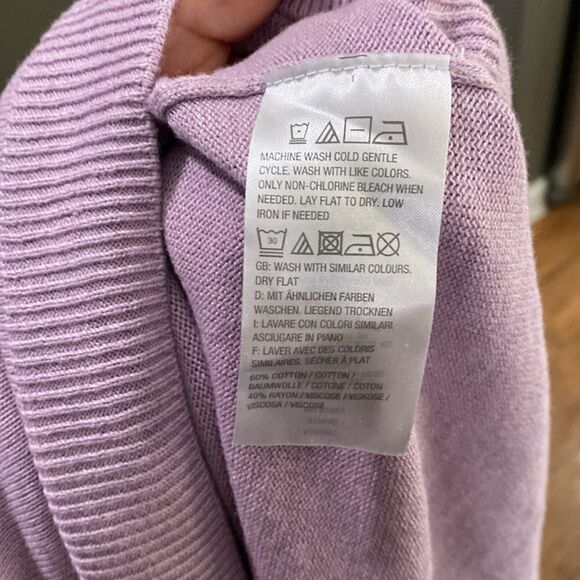 MACHINE WASH COLD GENTLE
CYCLE. WASH WITH LIKE COLORS.
ONLY NON-CHLORINE BLEACH WHEN
NEEDED. LAY FLAT TO DRY. LOW
IRON IF NEEDED
30
GB: WASH WITH SIMILAR COLOURS.
DRY FLAT
D: MIT ÄHNLICHEN FARBEN
WASCHEN. LIEGEND TROCKNEN
I: LAVARE CON COLORI SIMILARI.
ASCIUGARE IN PIANO
F: LAVER AVEC DES COLORIS
SIMILAIRES. SÉCHER À PLAT
60% COTTON / COTTON /
BAUMWOLLE / COTONE / COTON
40% RAYON / VISCOSE / VISKOSE /
VISCOSA / VISCOSE